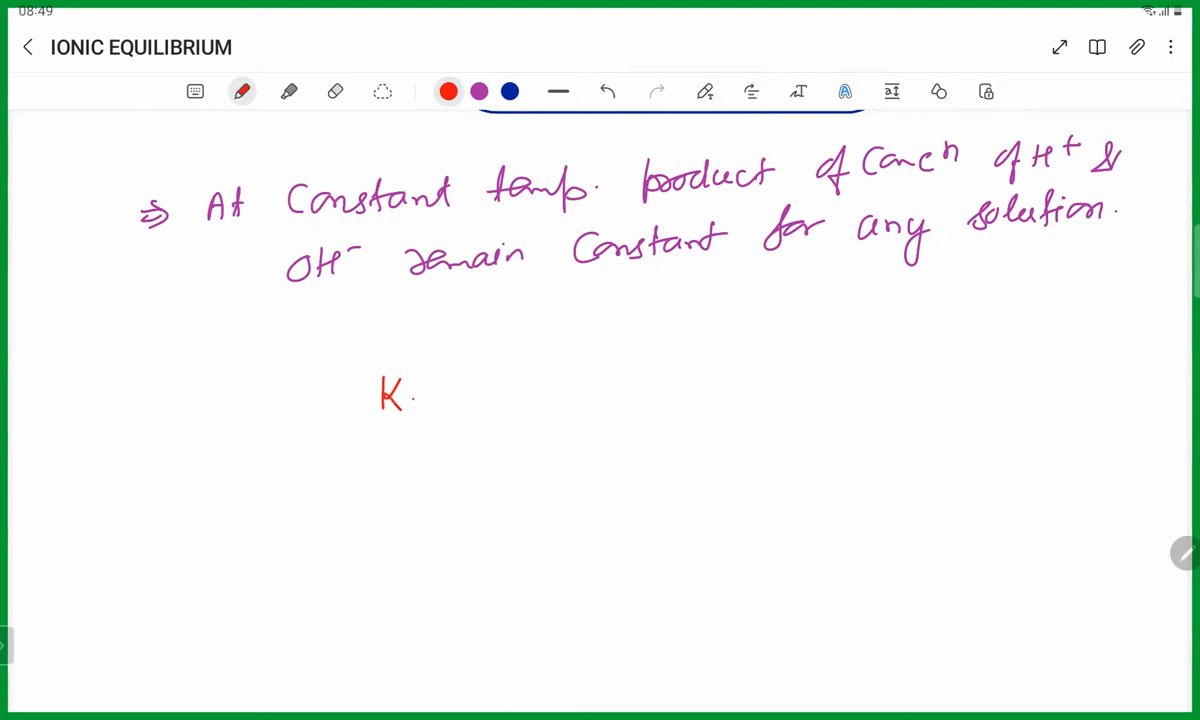 08:49
IONIC EQUILIBRIUM
⇒ At Constant temp. product of Concⁿ of H⁺ &
OH⁻ remain Constant for any solution.
K.